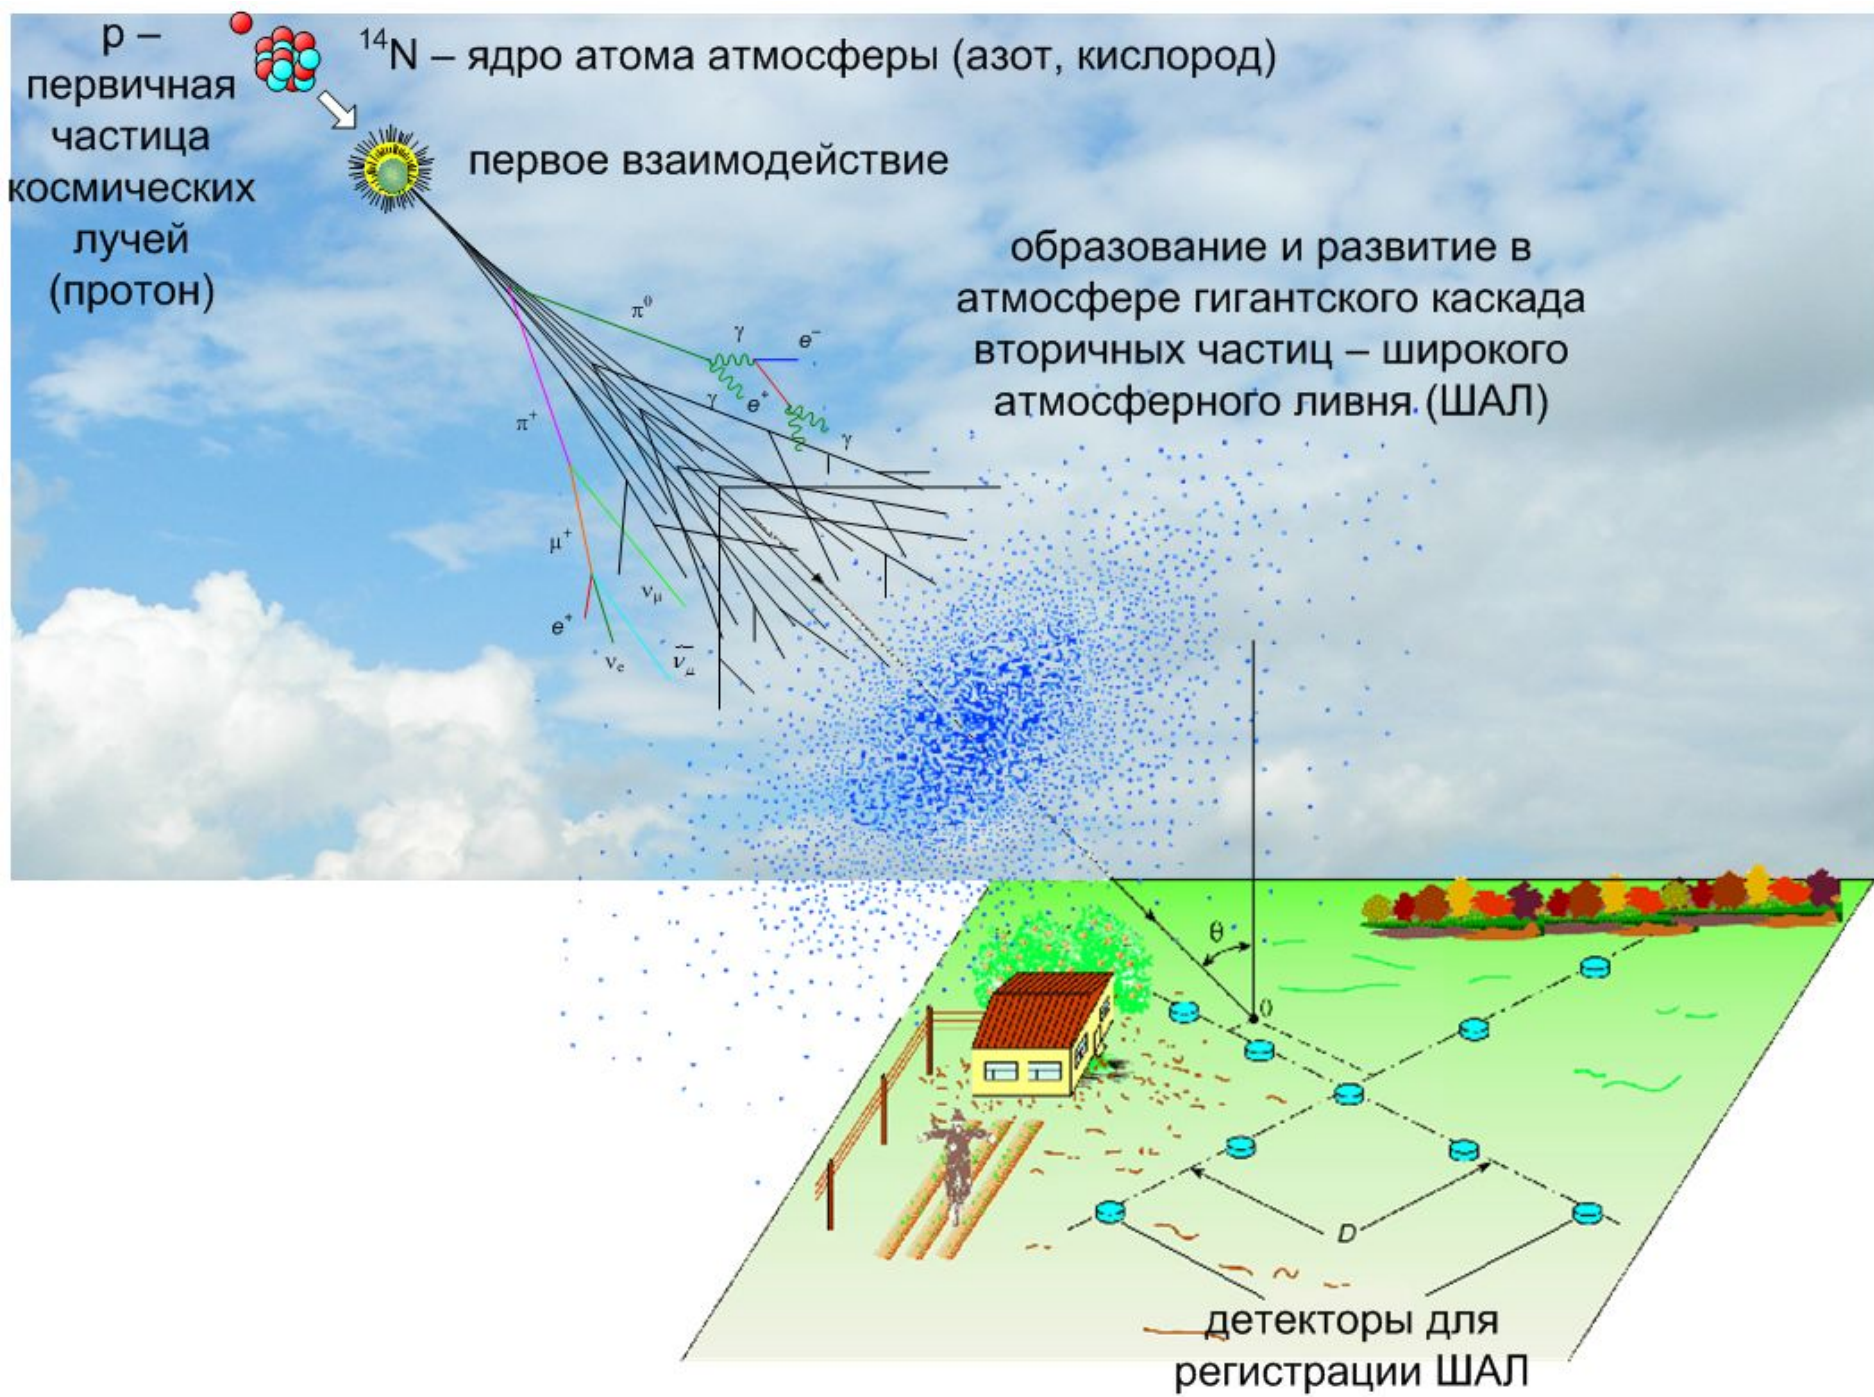 p –
первичная
частица
космических
лучей
(протон)
¹⁴N – ядро атома атмосферы (азот, кислород)
первое взаимодействие
образование и развитие в
атмосфере гигантского каскада
вторичных частиц – широкого
атмосферного ливня (ШАЛ)
π⁰
γ
e⁻
γ
e⁺
γ
π⁺
μ⁺
ν_μ
e⁺
ν_e
ν̄_μ
θ
0
D
детекторы для
регистрации ШАЛ